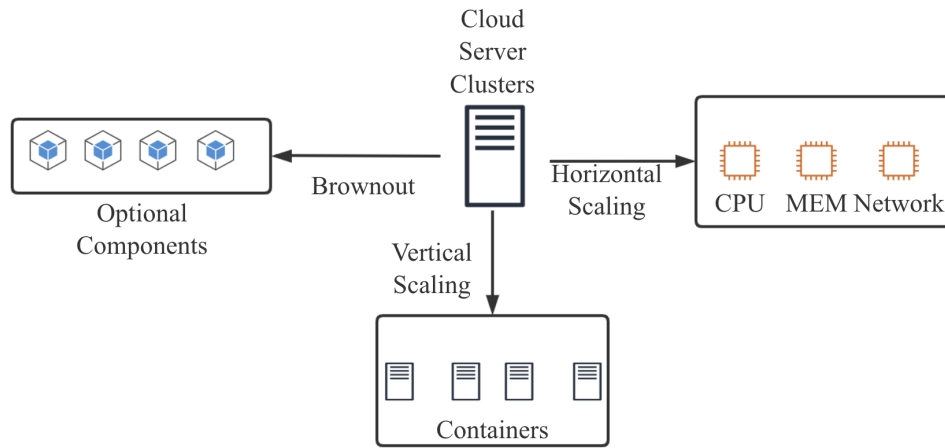 Cloud
Server
Clusters
Brownout
Optional
Components
Horizontal
Scaling
CPU MEM Network
Vertical
Scaling
Containers